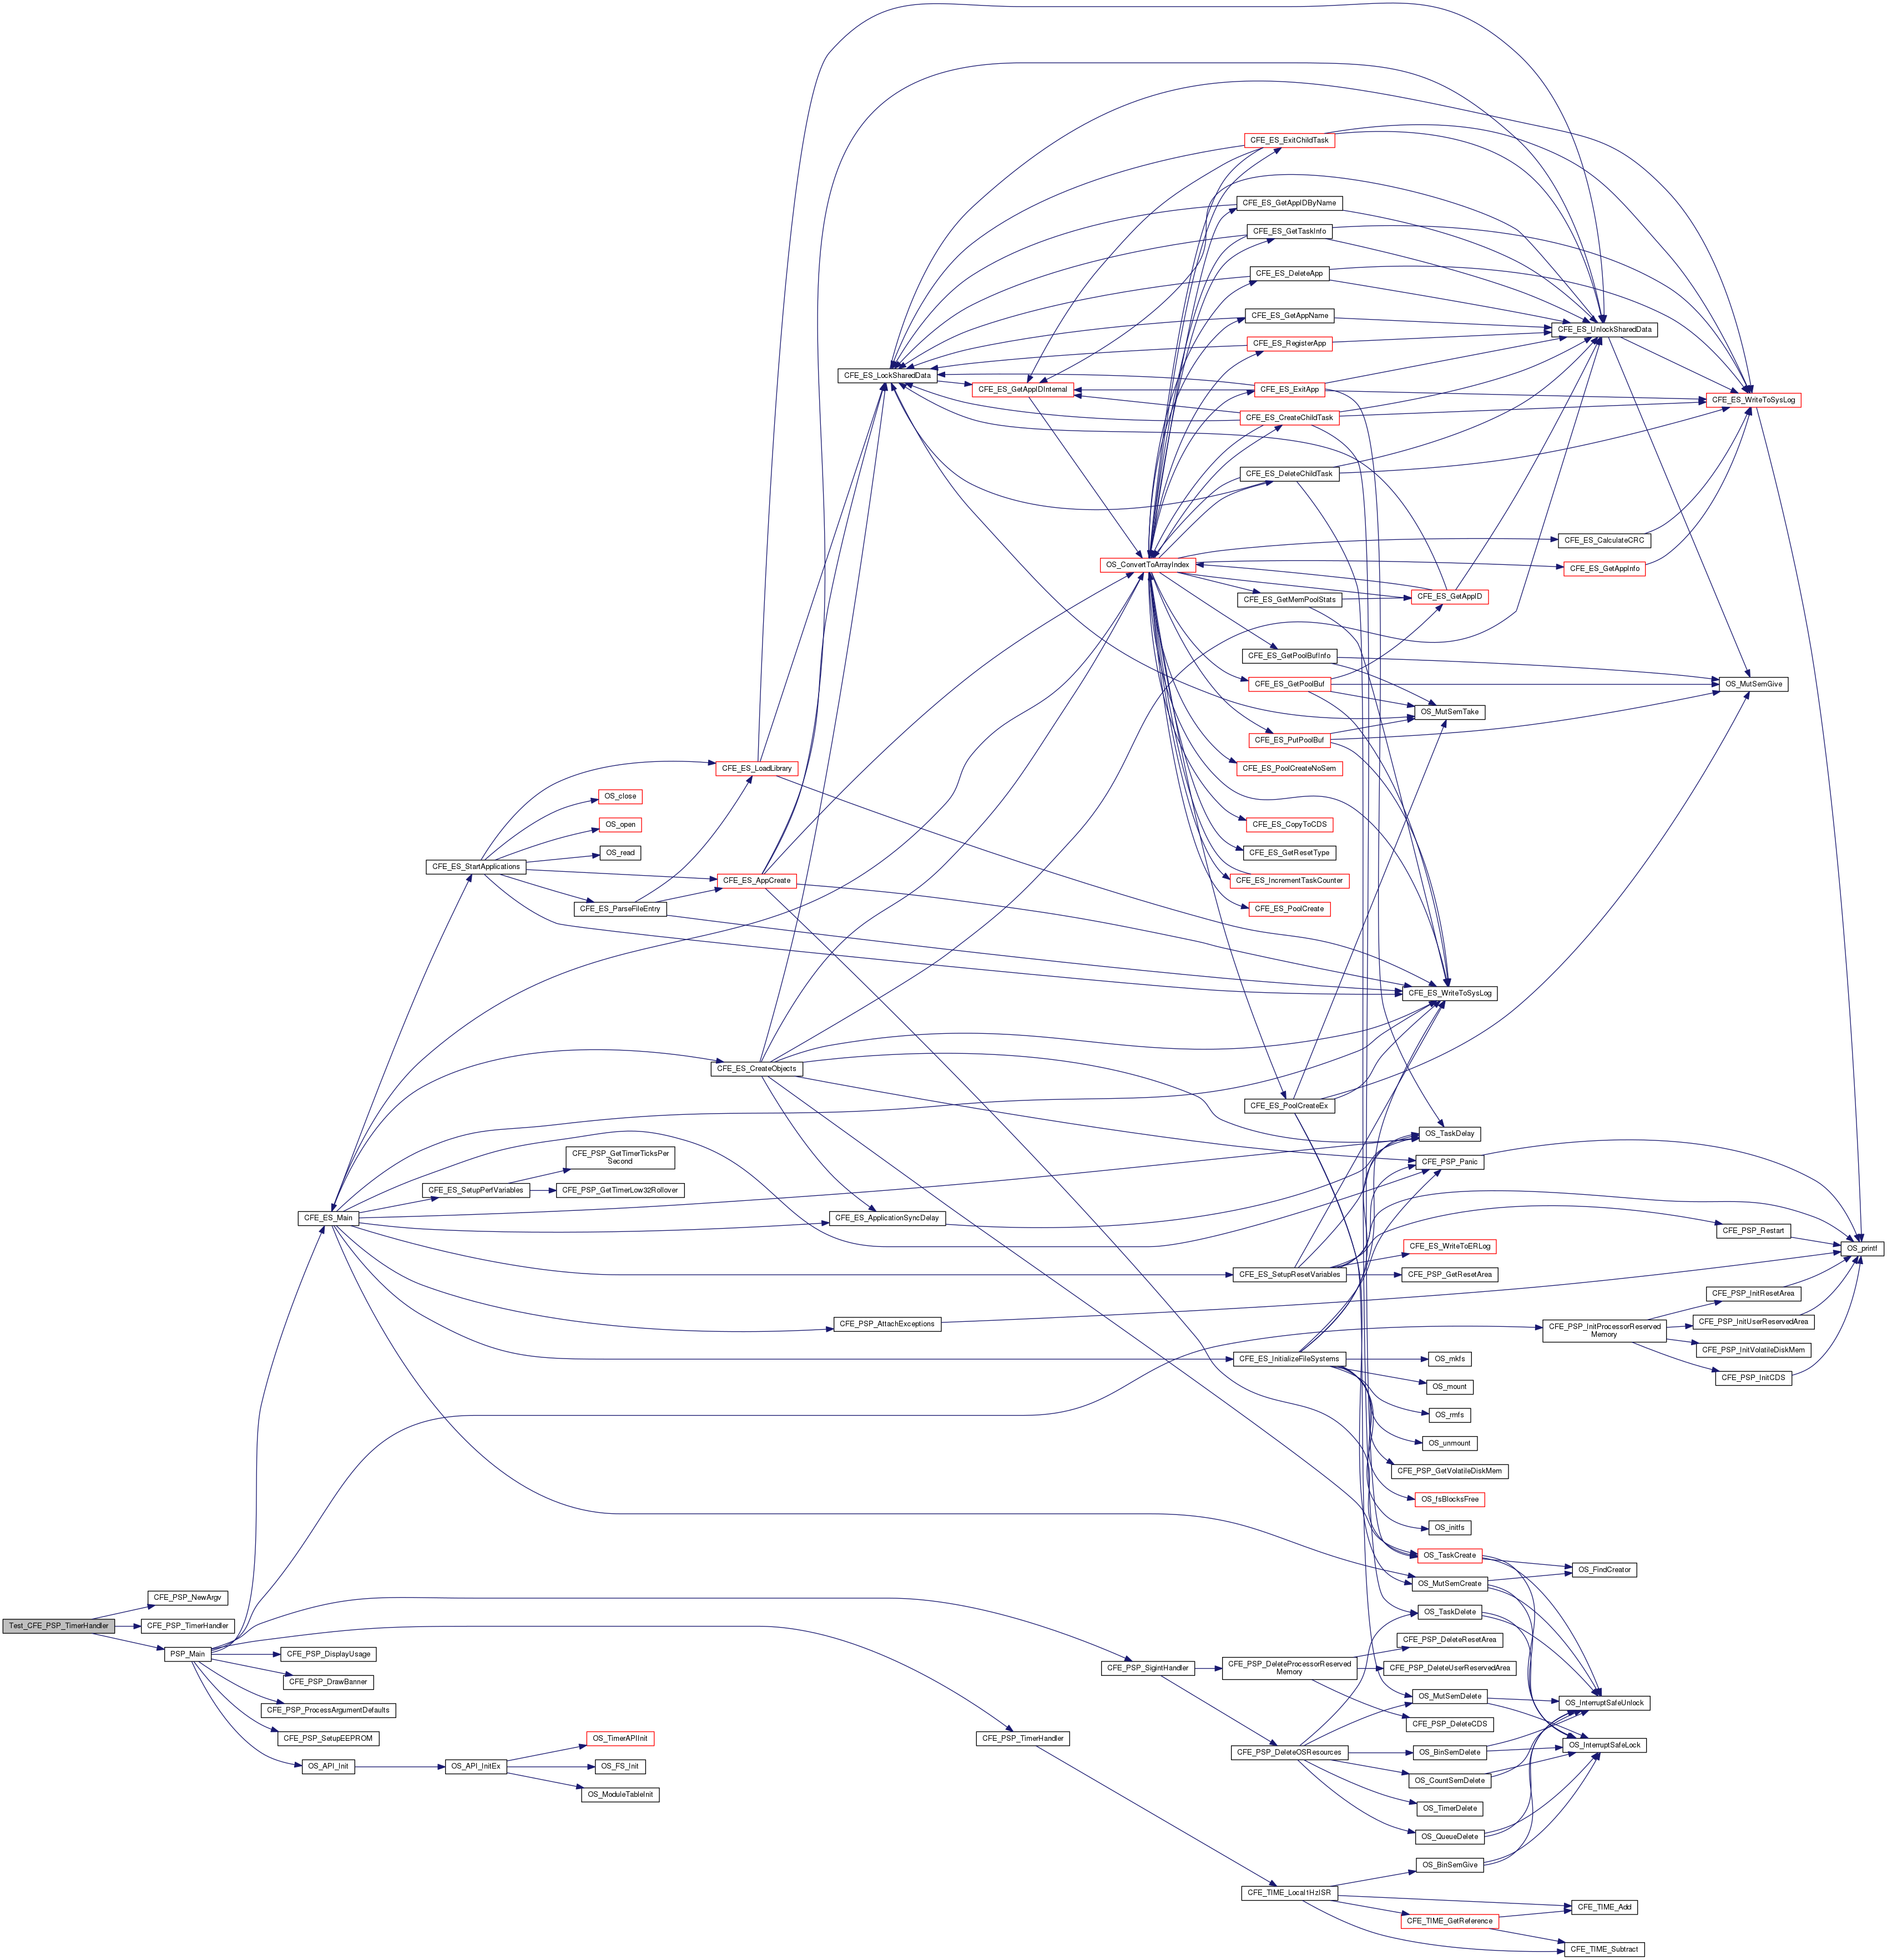 CFE_ES_ExitChildTask
CFE_ES_GetAppIDByName
CFE_ES_GetTaskInfo
CFE_ES_DeleteApp
CFE_ES_GetAppName
CFE_ES_UnlockSharedData
CFE_ES_RegisterApp
CFE_ES_LockSharedData
CFE_ES_GetAppIDInternal
CFE_ES_ExitApp
CFE_ES_WriteToSysLog
CFE_ES_CreateChildTask
CFE_ES_DeleteChildTask
CFE_ES_CalculateCRC
OS_ConvertToArrayIndex
CFE_ES_GetAppInfo
CFE_ES_GetMemPoolStats
CFE_ES_GetAppID
CFE_ES_GetPoolBufInfo
CFE_ES_GetPoolBuf
OS_MutSemGive
OS_MutSemTake
CFE_ES_PutPoolBuf
CFE_ES_LoadLibrary
CFE_ES_PoolCreateNoSem
OS_close
OS_open
CFE_ES_CopyToCDS
OS_read
CFE_ES_GetResetType
CFE_ES_StartApplications
CFE_ES_AppCreate
CFE_ES_IncrementTaskCounter
CFE_ES_ParseFileEntry
CFE_ES_PoolCreate
CFE_ES_WriteToSysLog
CFE_ES_CreateObjects
CFE_ES_PoolCreateEx
OS_TaskDelay
CFE_PSP_GetTimerTicksPer
Second
CFE_PSP_Panic
CFE_ES_SetupPerfVariables
CFE_PSP_GetTimerLow32Rollover
CFE_ES_Main
CFE_ES_ApplicationSyncDelay
CFE_PSP_Restart
CFE_ES_WriteToERLog
OS_printf
CFE_ES_SetupResetVariables
CFE_PSP_GetResetArea
CFE_PSP_InitResetArea
CFE_PSP_AttachExceptions
CFE_PSP_InitProcessorReserved
Memory
CFE_PSP_InitUserReservedArea
CFE_PSP_InitVolatileDiskMem
CFE_ES_InitializeFileSystems
OS_mkfs
CFE_PSP_InitCDS
OS_mount
OS_rmfs
OS_unmount
CFE_PSP_GetVolatileDiskMem
OS_fsBlocksFree
OS_initfs
OS_TaskCreate
OS_FindCreator
OS_MutSemCreate
CFE_PSP_NewArgv
OS_TaskDelete
Test_CFE_PSP_TimerHandler
CFE_PSP_TimerHandler
CFE_PSP_DeleteResetArea
PSP_Main
CFE_PSP_DisplayUsage
CFE_PSP_SigintHandler
CFE_PSP_DeleteProcessorReserved
Memory
CFE_PSP_DeleteUserReservedArea
CFE_PSP_DrawBanner
OS_MutSemDelete
OS_InterruptSafeUnlock
CFE_PSP_ProcessArgumentDefaults
CFE_PSP_DeleteCDS
CFE_PSP_SetupEEPROM
OS_TimerAPIInit
CFE_PSP_TimerHandler
OS_InterruptSafeLock
CFE_PSP_DeleteOSResources
OS_BinSemDelete
OS_API_Init
OS_API_InitEx
OS_FS_Init
OS_CountSemDelete
OS_ModuleTableInit
OS_TimerDelete
OS_QueueDelete
OS_BinSemGive
CFE_TIME_Local1HzISR
CFE_TIME_Add
CFE_TIME_GetReference
CFE_TIME_Subtract